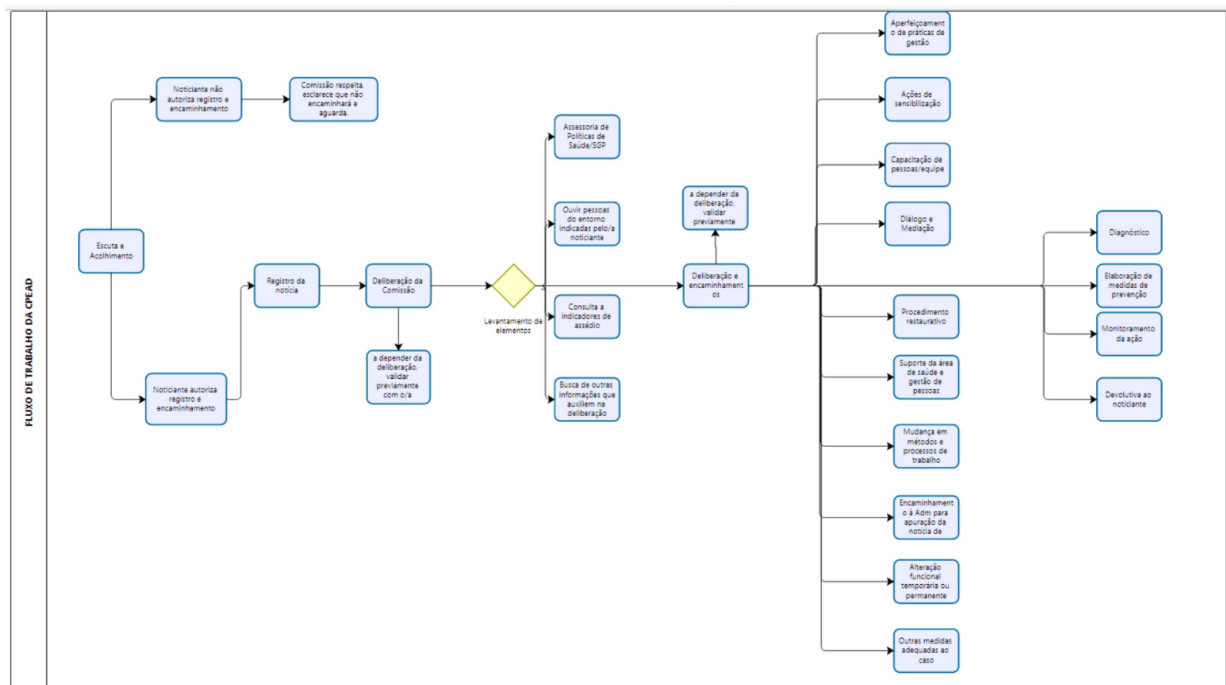 FLUXO DE TRABALHO DA CPEAD
Escuta e
Acolhimento
Noticiante não
autoriza registro e
encaminhamento
Comissão respeita,
esclarece que não
encaminhará e
aguarda.
Noticiante autoriza
registro e
encaminhamento
Registro da
notícia
Deliberação da
Comissão
a depender da
deliberação,
validar
previamente
com o/a
Levantamento de
elementos
Assessoria de
Políticas de
Saúde/SGP
Ouvir pessoas
do entorno
indicadas pelo/a
noticiante
Consulta a
indicadores de
assédio
Busca de outras
informações que
auxiliem na
deliberação
a depender da
deliberação,
validar
previamente
Deliberação e
encaminhament
os
Aperfeiçoament
o de práticas de
gestão
Ações de
sensibilização
Capacitação de
pessoas/equipe
Diálogo e
Mediação
Procedimento
restaurativo
Suporte da área
de saúde e
gestão de
pessoas
Mudança em
métodos e
processos de
trabalho
Encaminhament
o à Adm para
apuração da
notícia de
Alteração
funcional
temporária ou
permanente
Outras medidas
adequadas ao
caso
Diagnóstico
Elaboração de
medidas de
prevenção
Monitoramento
da ação
Devolutiva ao
noticiante